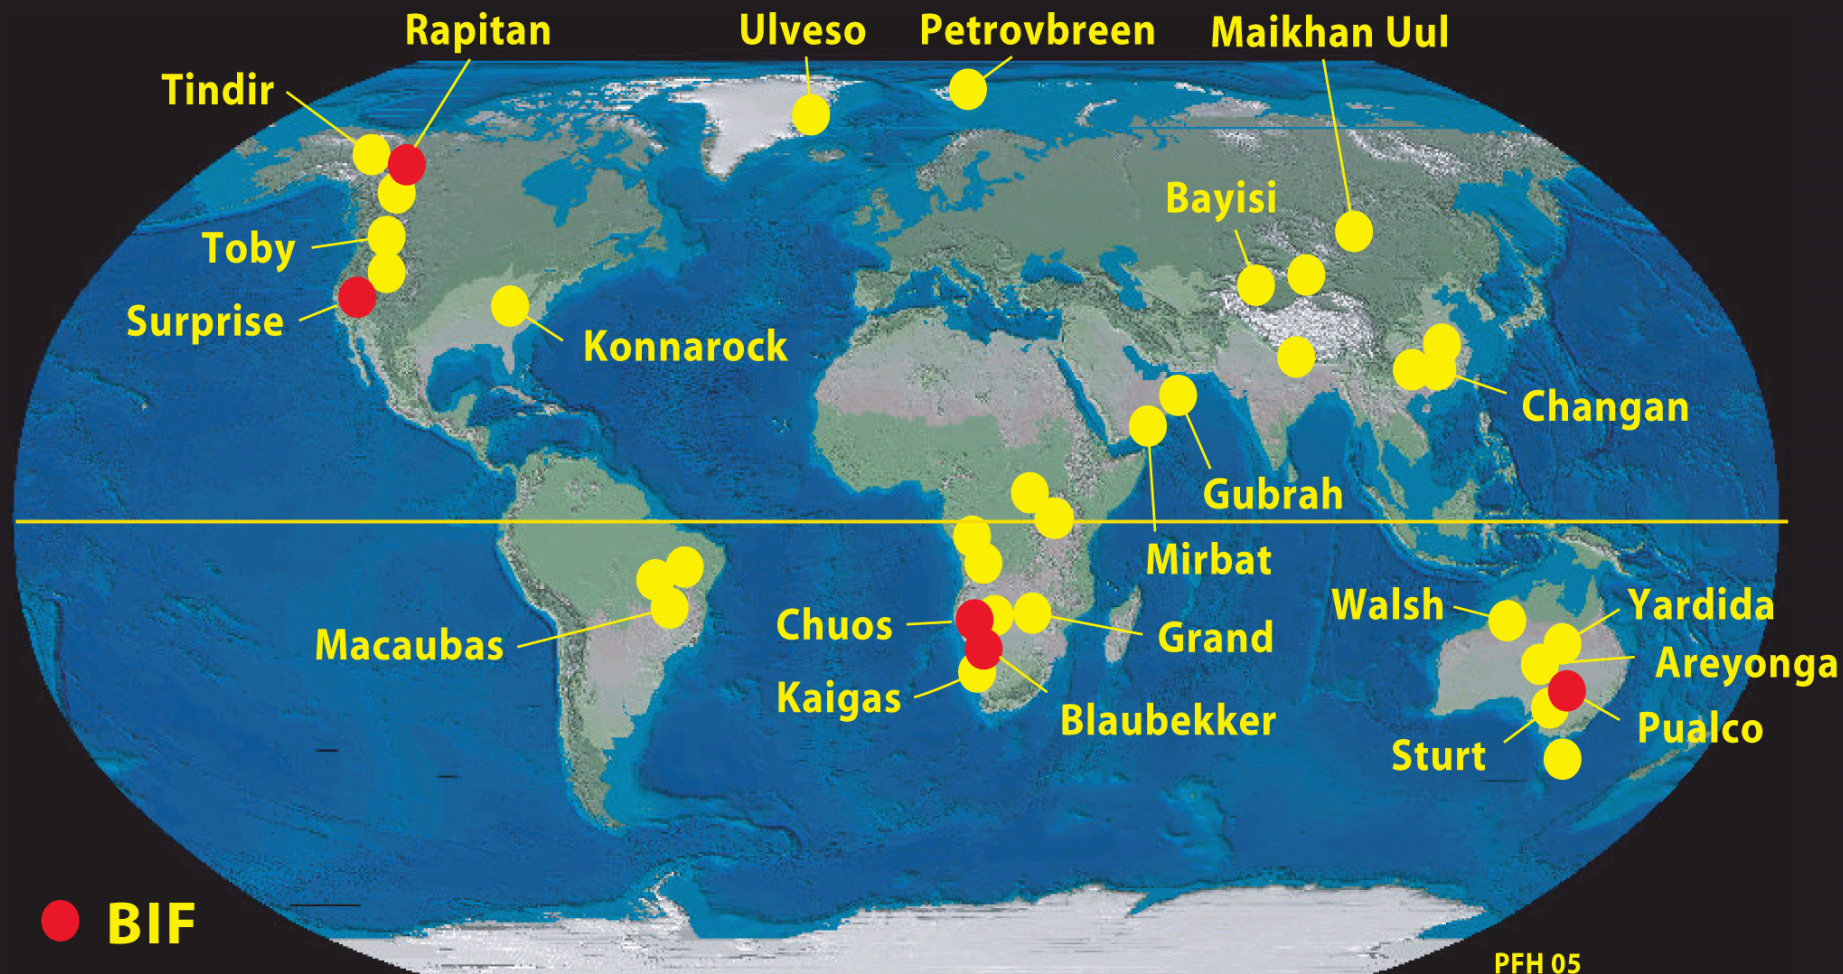 Rapitan
Ulveso
Petrovbreen
Maikhan Uul
Tindir
Bayisi
Toby
Surprise
Konnarock
Changan
Gubrah
Mirbat
Walsh
Yardida
Chuos
Grand
Macaubas
Areyonga
Kaigas
Blaubekker
Pualco
Sturt
BIF
PFH 05